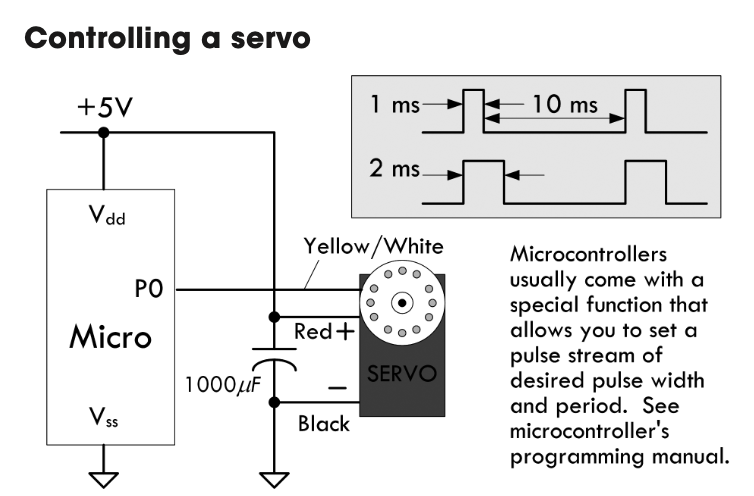 Controlling a servo
+5V
1 ms
10 ms
2 ms
Vdd
P0
Micro
Vss
Yellow/White
Red +
1000µF
SERVO
–
Black
Microcontrollers
usually come with a
special function that
allows you to set a
pulse stream of
desired pulse width
and period. See
microcontroller's
programming manual.